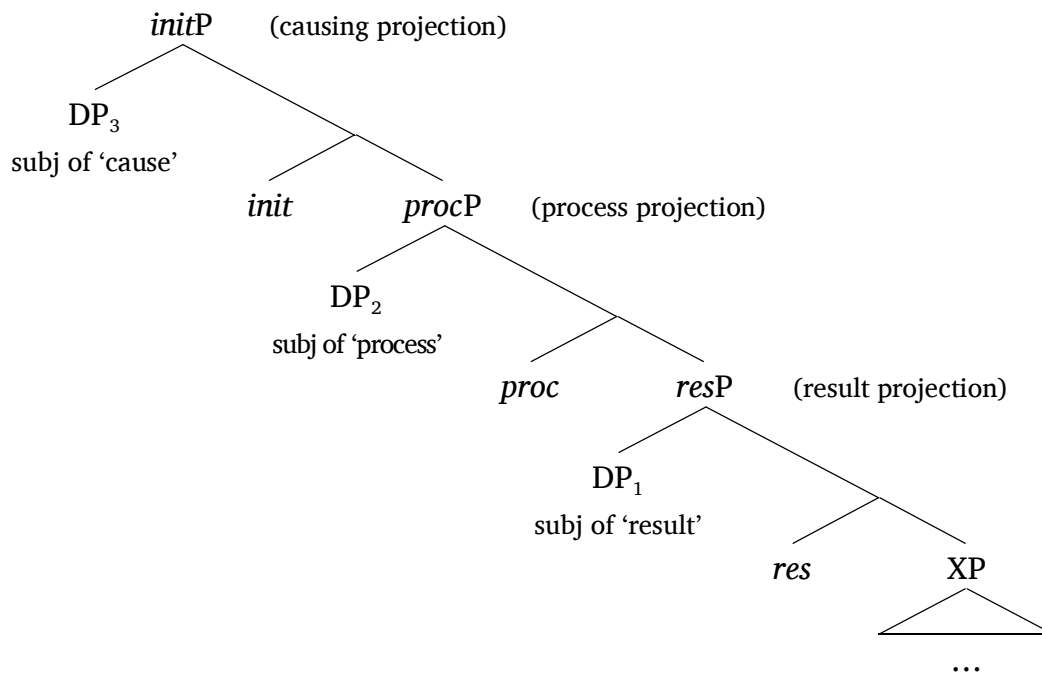 initP (causing projection)
DP₃
subj of ‘cause’
init procP (process projection)
DP₂
subj of ‘process’
proc resP (result projection)
DP₁
subj of ‘result’
res XP
…